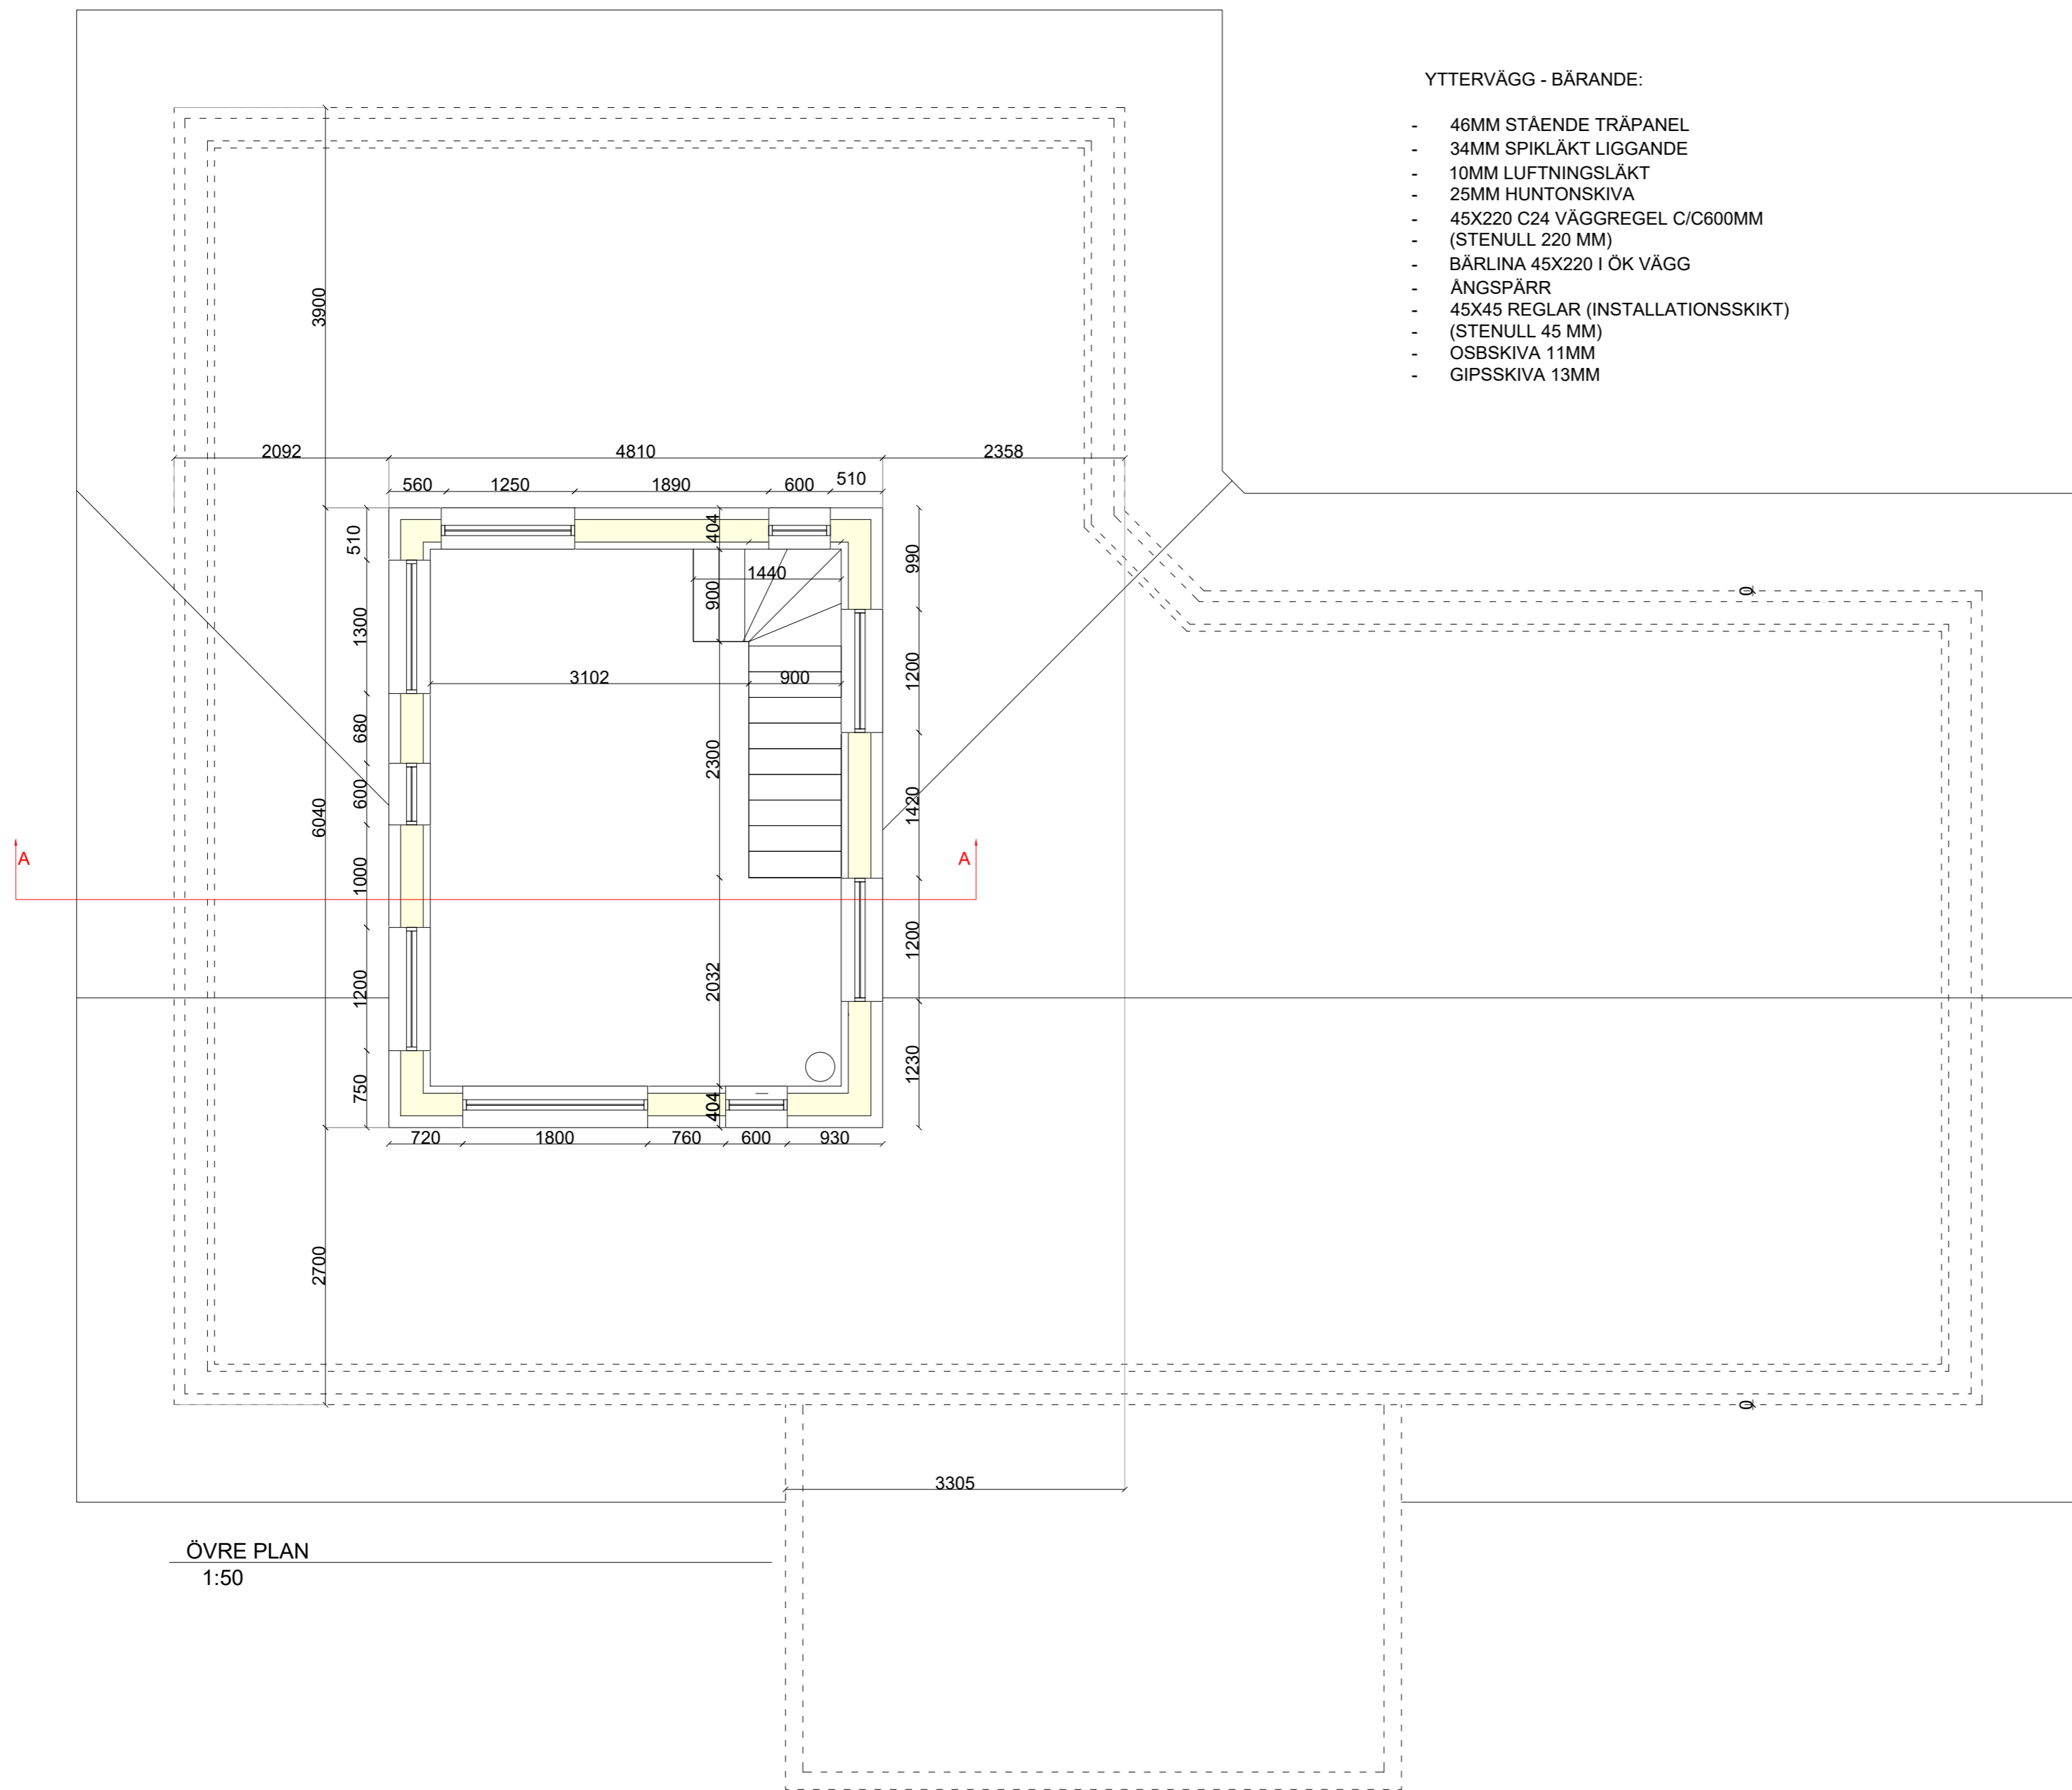 YTTERVÄGG - BÄRANDE:
- 46MM STÅENDE TRÄPANEL
- 34MM SPIKLÄKT LIGGANDE
- 10MM LUFTNINGSLÄKT
- 25MM HUNTONSKIVA
- 45X220 C24 VÄGGREGEL C/C600MM
- (STENULL 220 MM)
- BÄRLINA 45X220 I ÖK VÄGG
- ÅNGSPÄRR
- 45X45 REGLAR (INSTALLATIONSSKIKT)
- (STENULL 45 MM)
- OSBSKIVA 11MM
- GIPSSKIVA 13MM
3900
2092
4810
2358
560
1250
1890
600
510
510
404
990
1440
900
0
1300
1200
3102
900
680
2300
600
6040
1420
A
A
1000
1200
2032
1200
1230
750
404
720
1800
760
600
930
2700
0
3305
ÖVRE PLAN
1:50